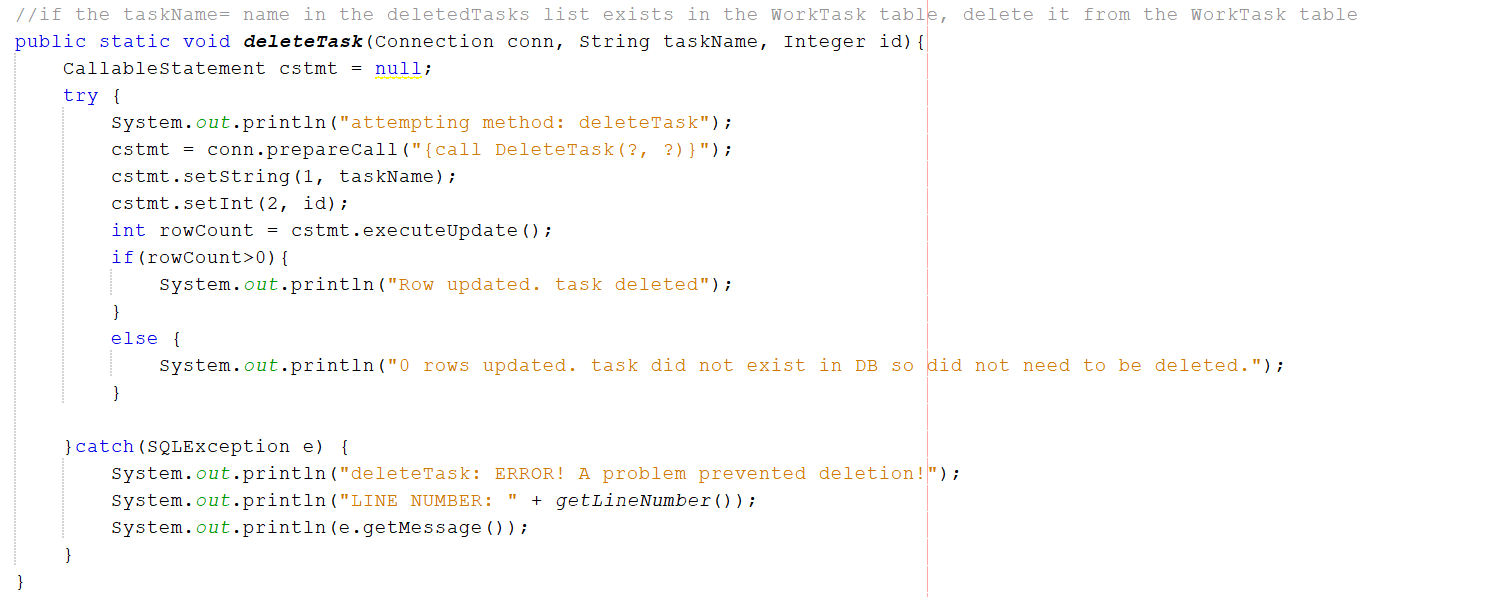 //if the taskName= name in the deletedTasks list exists in the WorkTask table, delete it from the WorkTask table
public static void deleteTask(Connection conn, String taskName, Integer id){
    CallableStatement cstmt = null;
    try {
        System.out.println("attempting method: deleteTask");
        cstmt = conn.prepareCall("{call DeleteTask(?, ?)}");
        cstmt.setString(1, taskName);
        cstmt.setInt(2, id);
        int rowCount = cstmt.executeUpdate();
        if(rowCount>0){
            System.out.println("Row updated. task deleted");
        }
        else {
            System.out.println("0 rows updated. task did not exist in DB so did not need to be deleted.");
        }

    }catch(SQLException e) {
        System.out.println("deleteTask: ERROR! A problem prevented deletion!");
        System.out.println("LINE NUMBER: " + getLineNumber());
        System.out.println(e.getMessage());
    }
}